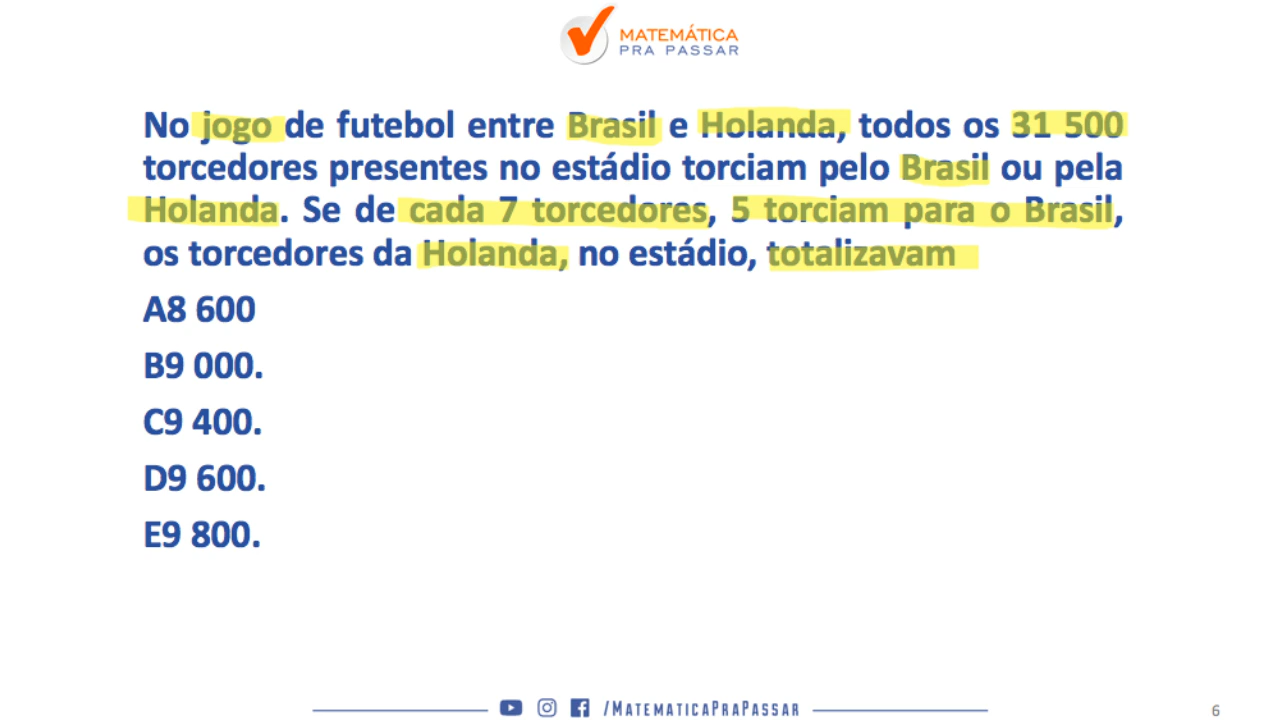 MATEMÁTICA
PRA PASSAR
No jogo de futebol entre Brasil e Holanda, todos os 31 500
torcedores presentes no estádio torciam pelo Brasil ou pela
Holanda. Se de cada 7 torcedores, 5 torciam para o Brasil,
os torcedores da Holanda, no estádio, totalizavam
A8 600
B9 000.
C9 400.
D9 600.
E9 800.
/MATEMATICAPRAPASSAR
6